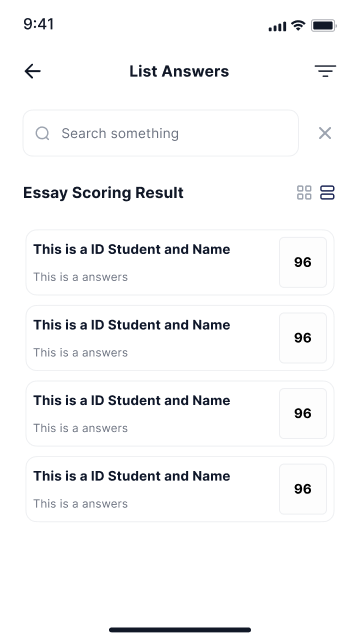 9:41
List Answers
Search something
Essay Scoring Result
This is a ID Student and Name
This is a answers
96
This is a ID Student and Name
This is a answers
96
This is a ID Student and Name
This is a answers
96
This is a ID Student and Name
This is a answers
96